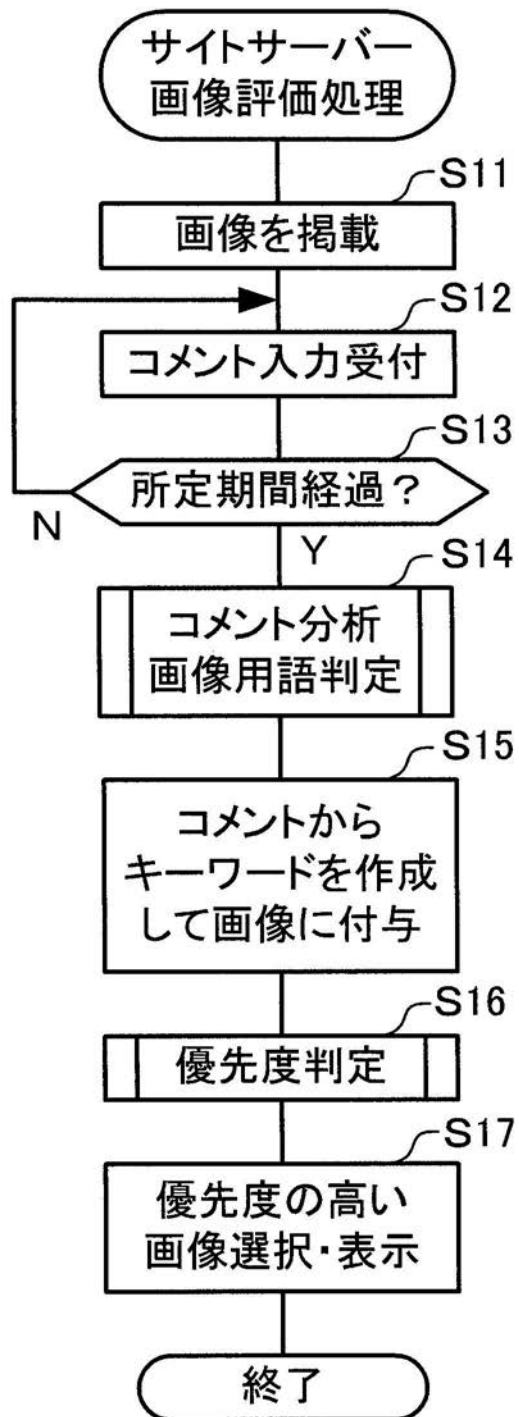 サイトサーバー
画像評価処理
S11
画像を掲載
S12
コメント入力受付
S13
所定期間経過？
N
Y
S14
コメント分析
画像用語判定
S15
コメントから
キーワードを作成
して画像に付与
S16
優先度判定
S17
優先度の高い
画像選択・表示
終了